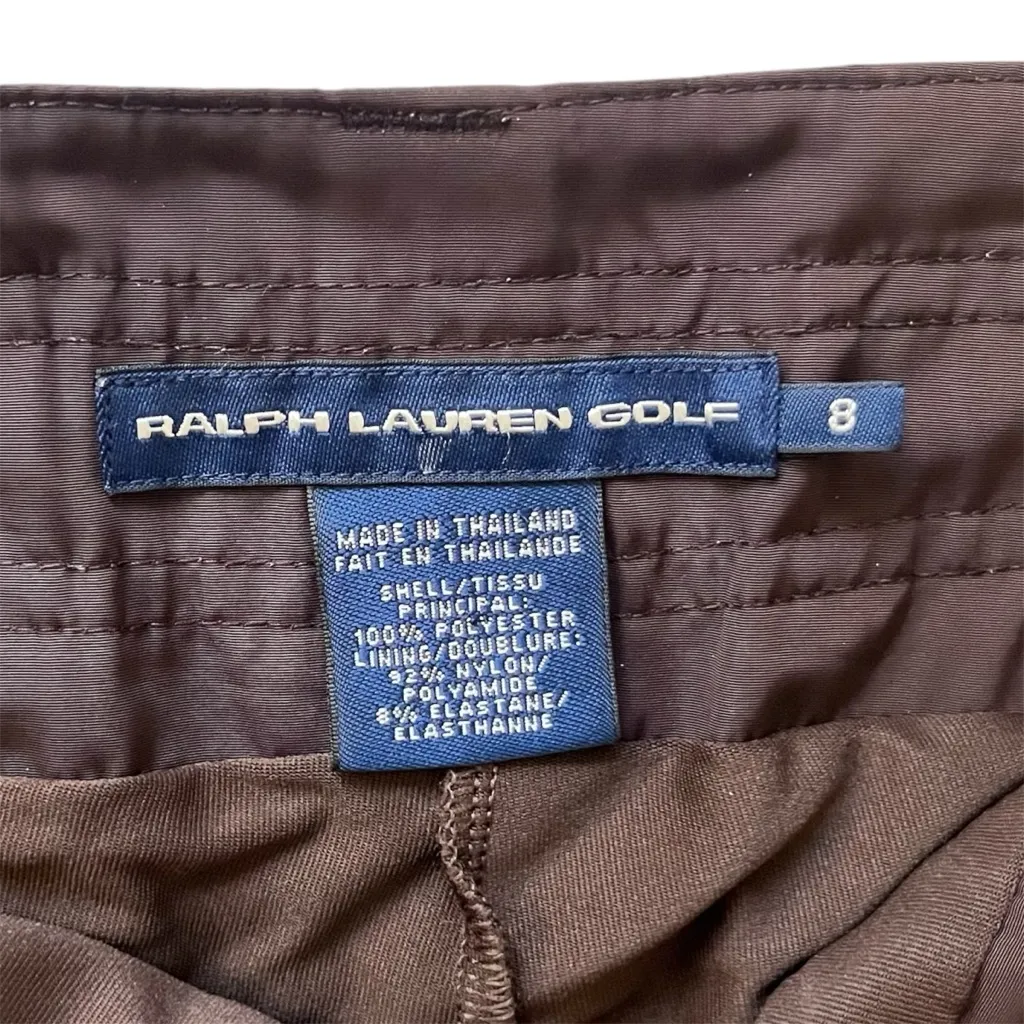 RALPH LAUREN GOLF
8
MADE IN THAILAND
FAIT EN THAILANDE
SHELL/TISSU
PRINCIPAL:
100% POLYESTER
LINING/DOUBLURE:
92% NYLON/
POLYAMIDE
8% ELASTANE/
ELASTHANNE